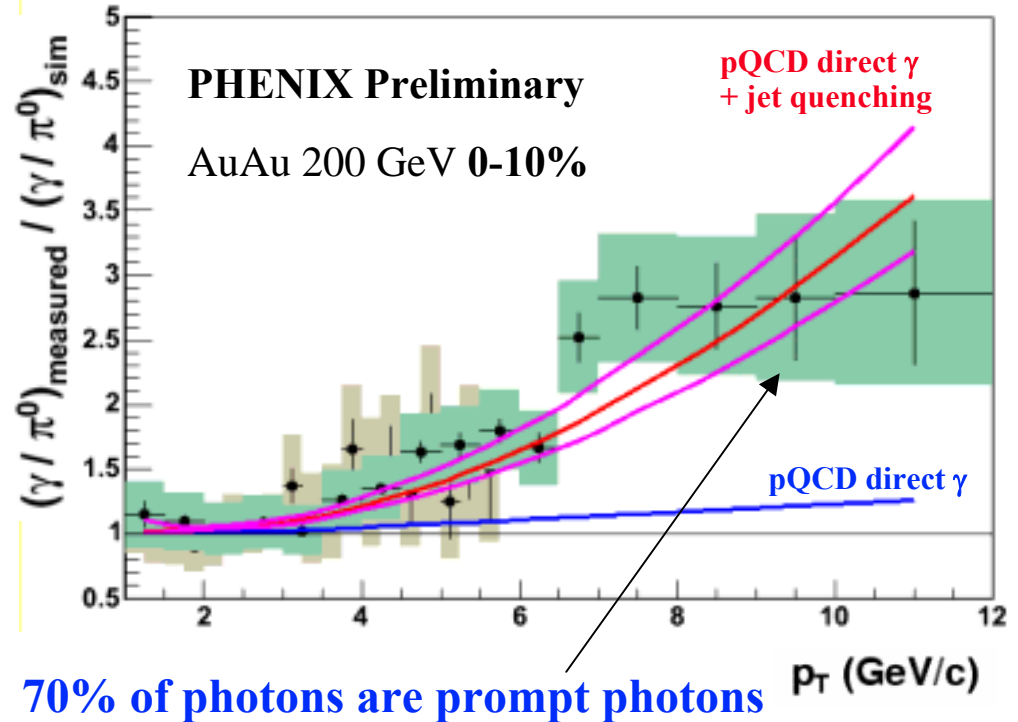 PHENIX Preliminary
AuAu 200 GeV 0-10%
pQCD direct γ
+ jet quenching
pQCD direct γ
(γ / π⁰)measured / (γ / π⁰)sim
5
4.5
4
3.5
3
2.5
2
1.5
1
0.5
2 4 6 8 10 12
pT (GeV/c)
70% of photons are prompt photons